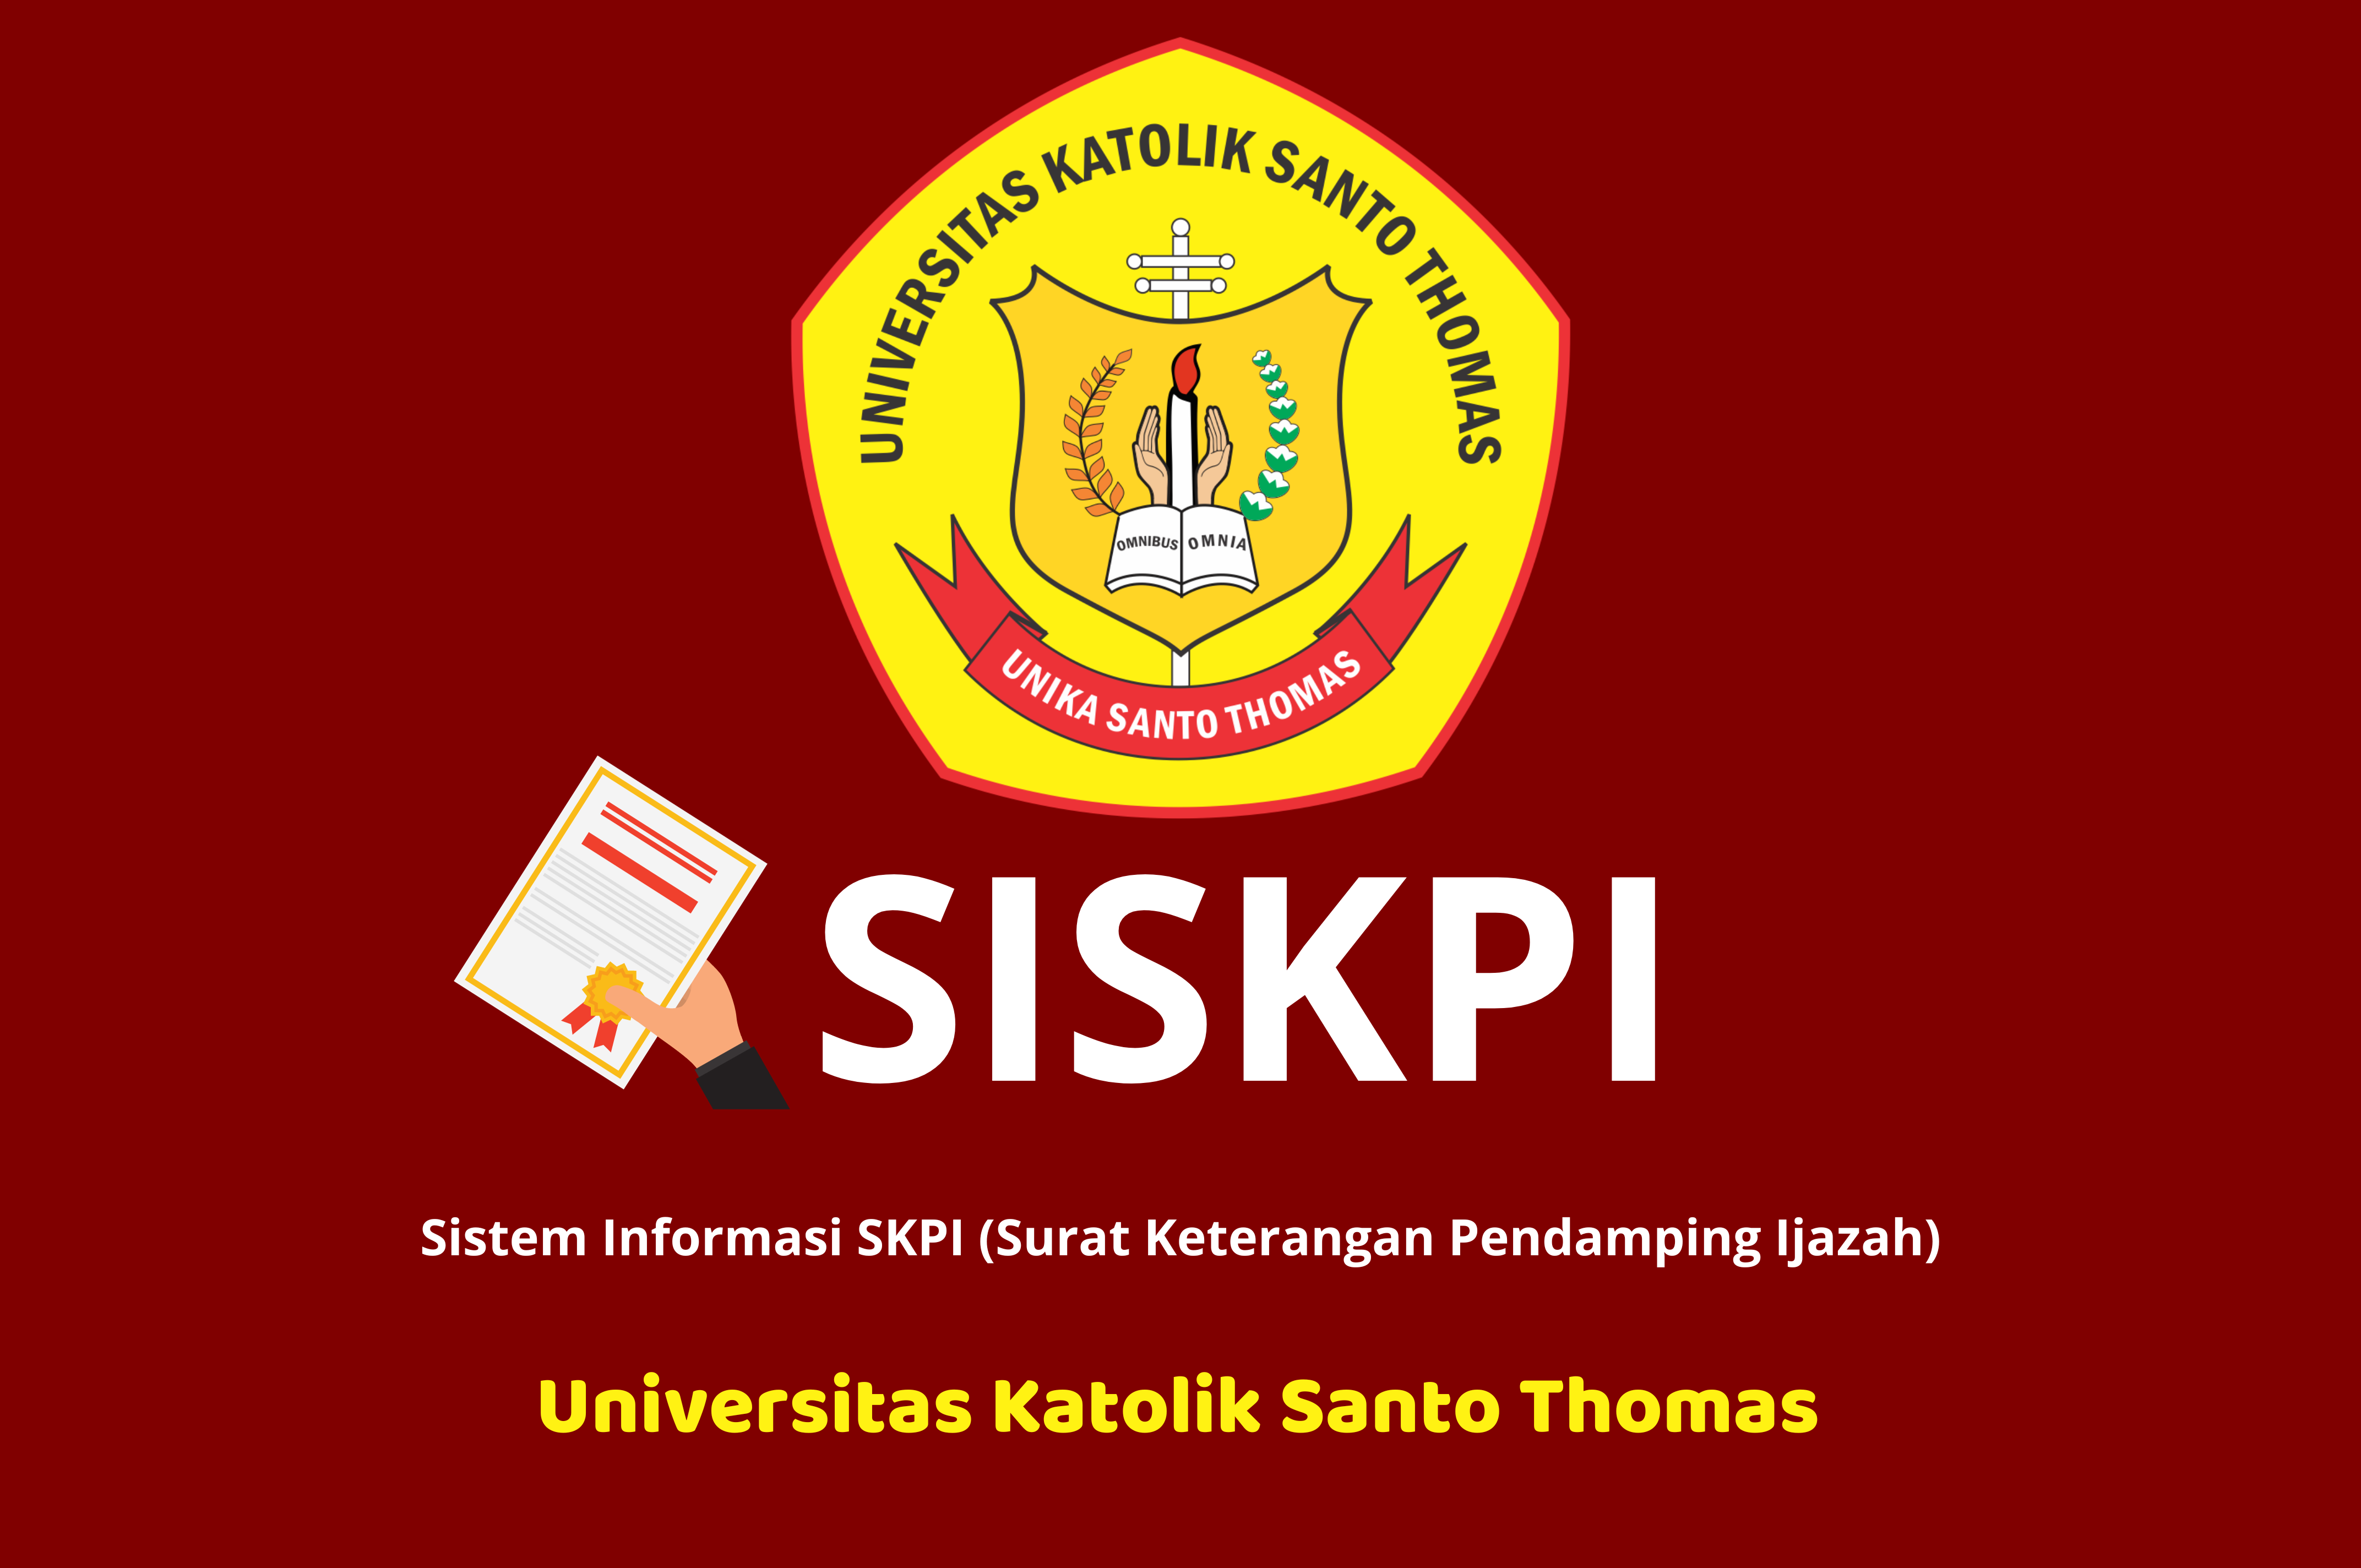 UNIVERSITAS KATOLIK SANTO THOMAS
OMNIBUS OMNIA
UNIKA SANTO THOMAS
SISKPI
Sistem Informasi SKPI (Surat Keterangan Pendamping Ijazah)
Universitas Katolik Santo Thomas